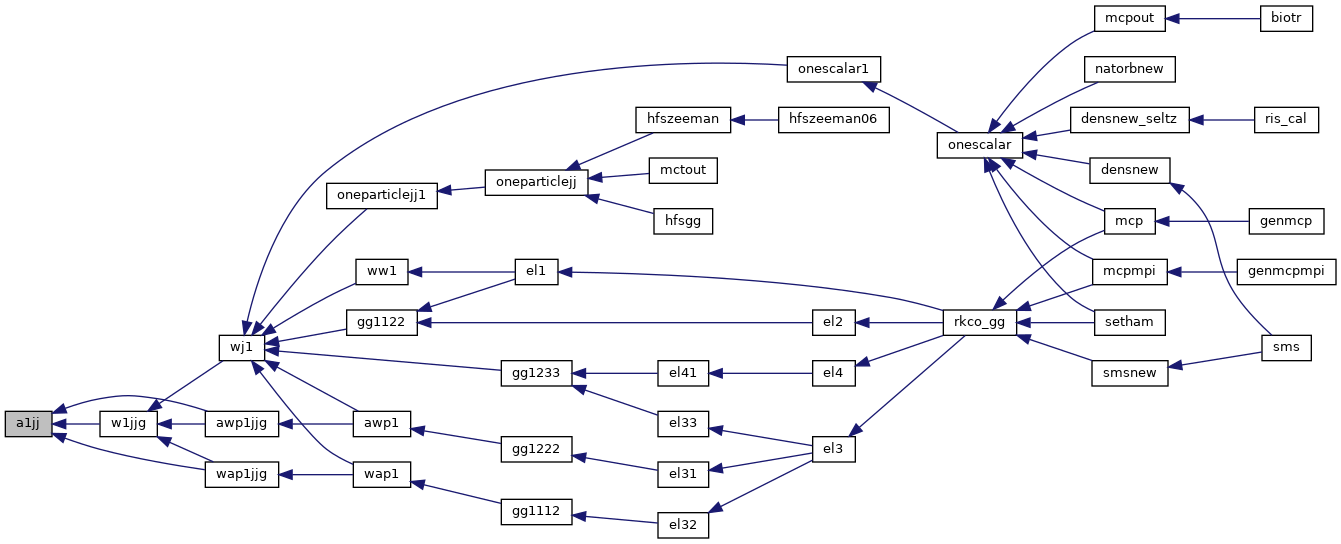 mcpout
biotr
onescalar1
natorbnew
hfszeeman
hfszeeman06
densnew_seltz
ris_cal
onescalar
oneparticlejj
mctout
densnew
oneparticlejj1
hfsgg
mcp
genmcp
ww1
el1
mcpmpi
genmcpmpi
gg1122
el2
rkco_gg
setham
wj1
sms
gg1233
el41
el4
smsnew
a1jj
w1jjg
awp1jjg
awp1
el33
gg1222
el3
wap1jjg
wap1
el31
gg1112
el32